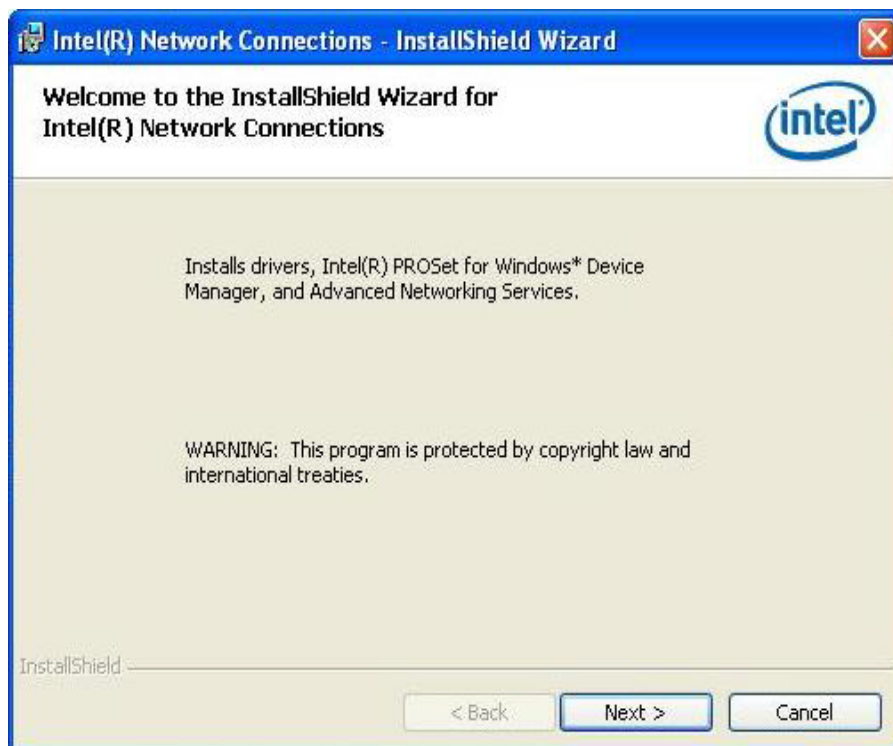 Intel(R) Network Connections - InstallShield Wizard
Welcome to the InstallShield Wizard for
Intel(R) Network Connections
intel
Installs drivers, Intel(R) PROSet for Windows* Device
Manager, and Advanced Networking Services.
WARNING:  This program is protected by copyright law and
international treaties.
InstallShield
< Back
Next >
Cancel